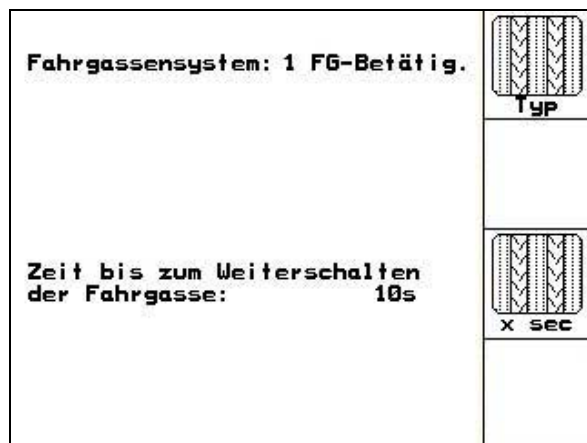 Fahrgassensystem: 1 FG-Betätig.
Typ
Zeit bis zum Weiterschalten
der Fahrgasse: 10s
x sec